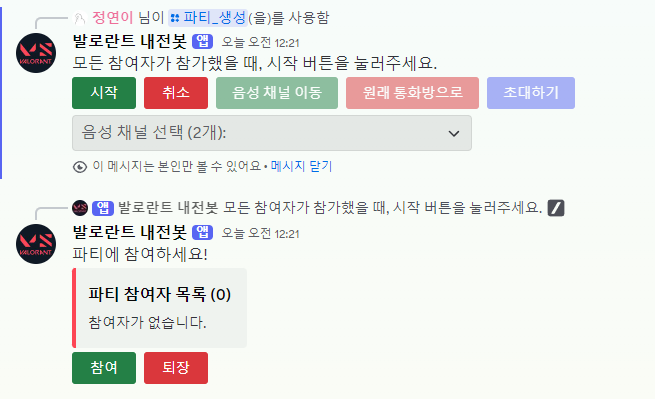 정연이 님이 파티_생성(을)를 사용함
발로란트 내전봇 앱 오늘 오전 12:21
모든 참여자가 참가했을 때, 시작 버튼을 눌러주세요.
시작 취소 음성 채널 이동 원래 통화방으로 초대하기
음성 채널 선택 (2개):
이 메시지는 본인만 볼 수 있어요 • 메시지 닫기
앱 발로란트 내전봇 모든 참여자가 참가했을 때, 시작 버튼을 눌러주세요.
발로란트 내전봇 앱 오늘 오전 12:21
파티에 참여하세요!
파티 참여자 목록 (0)
참여자가 없습니다.
참여 퇴장
VALORANT
VALORANT